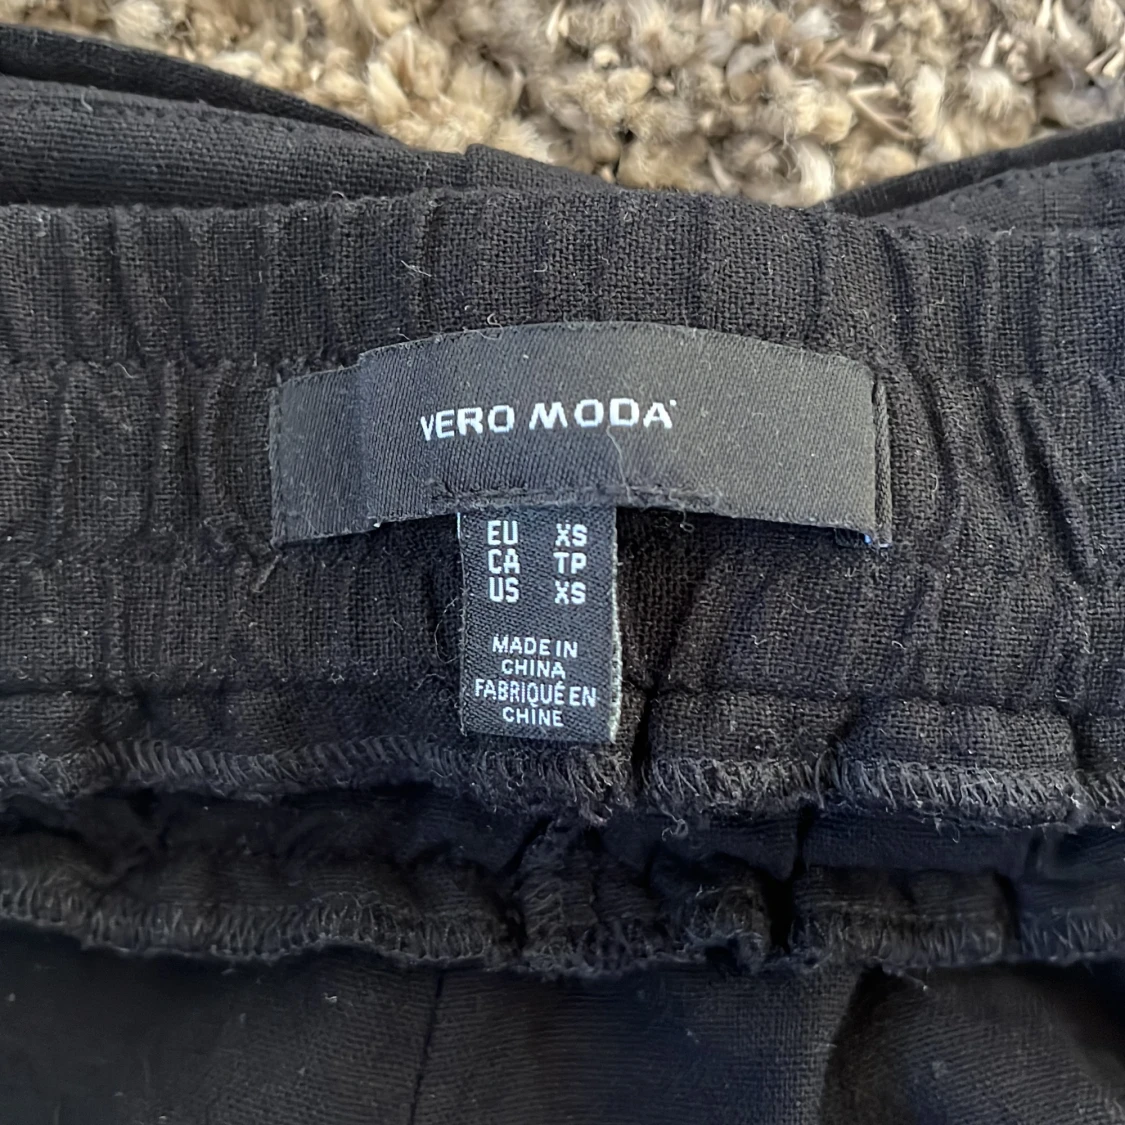 VERO MODA
EU XS
CA TP
US XS
MADE IN
CHINA
FABRIQUÉ EN
CHINE